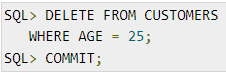 SQL> DELETE FROM CUSTOMERS
WHERE AGE = 25;
SQL> COMMIT;